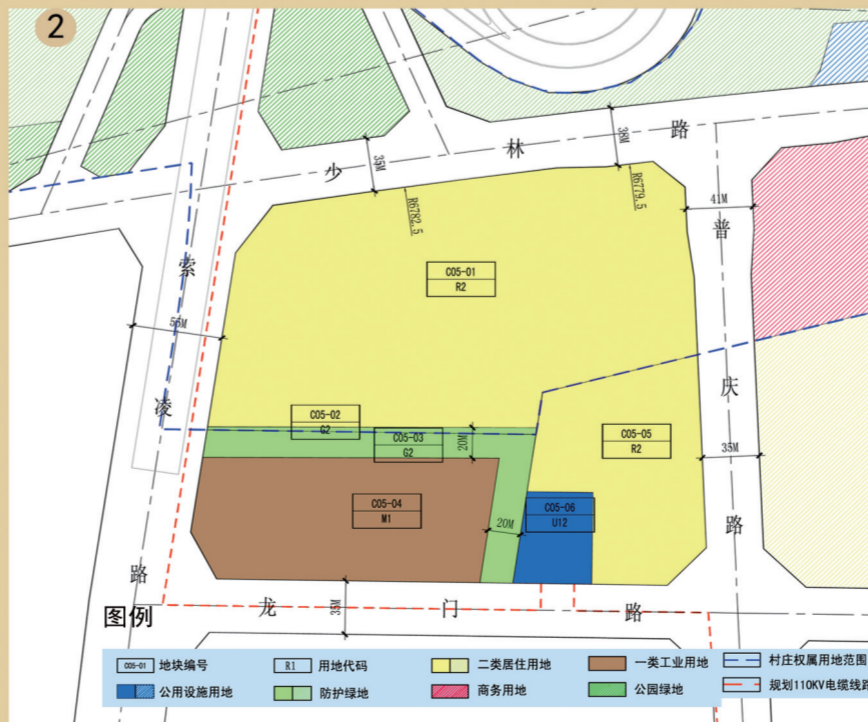 2
少林路
35M
38M
R6782.5
R6779.5
41M
普庆路
35M
索凌路
55M
C05-01
R2
C05-02
G2
C05-03
G2
20M
C05-05
R2
C05-04
M1
20M
C05-06
U12
龙门路
35M
图例
C05-01 地块编号
R1 用地代码
二类居住用地
一类工业用地
村庄权属用地范围
公用设施用地
防护绿地
商务用地
公园绿地
规划110KV电缆线路